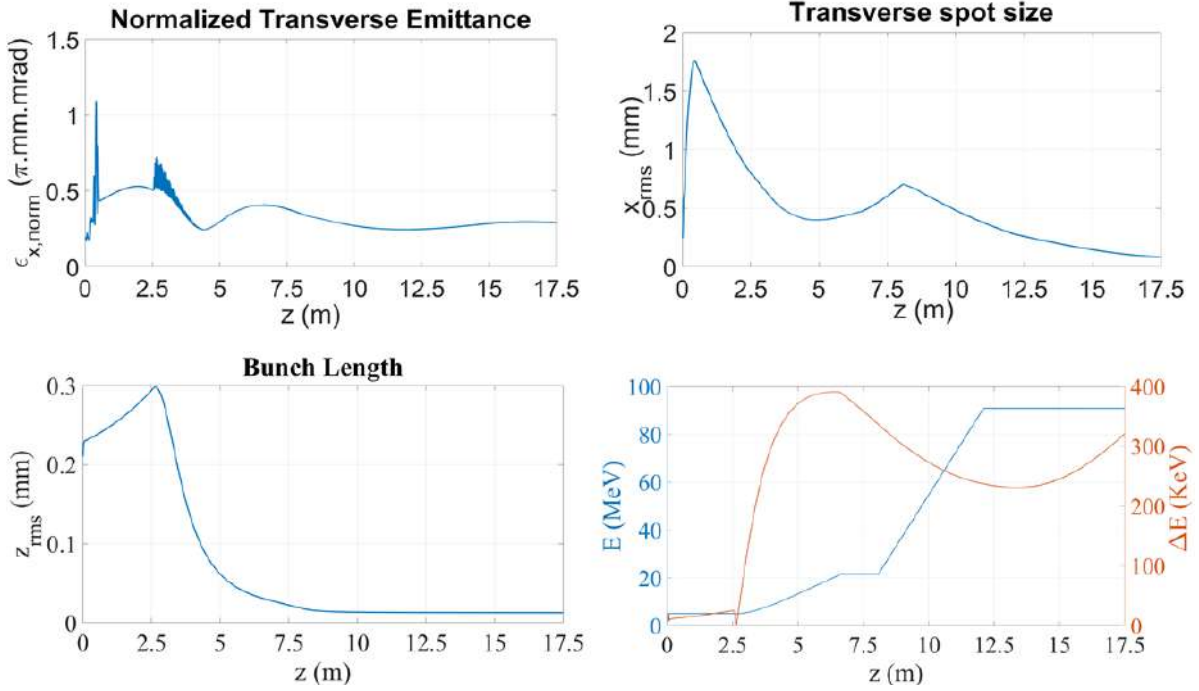 Normalized Transverse Emittance
1.5
1
0.5
0
ϵx,norm (π.mm.mrad)
0 2.5 5 7.5 10 12.5 15 17.5
z (m)
Transverse spot size
2
1.5
1
0.5
0
xrms (mm)
0 2.5 5 7.5 10 12.5 15 17.5
z (m)
Bunch Length
0.3
0.2
0.1
0
zrms (mm)
0 2.5 5 7.5 10 12.5 15 17.5
z (m)
100
80
60
40
20
0
E (MeV)
400
300
200
100
0
ΔE (KeV)
0 2.5 5 7.5 10 12.5 15 17.5
z (m)